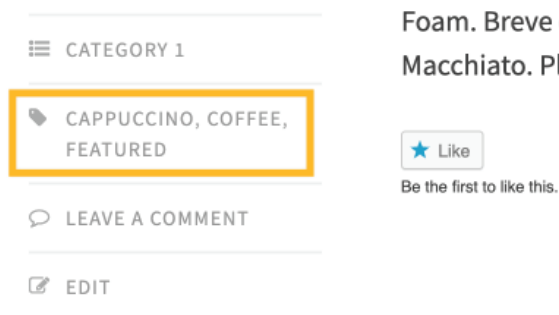 CATEGORY 1
CAPPUCCINO, COFFEE,
FEATURED
LEAVE A COMMENT
EDIT
Foam. Breve
Macchiato.
Like
Be the first to like this.